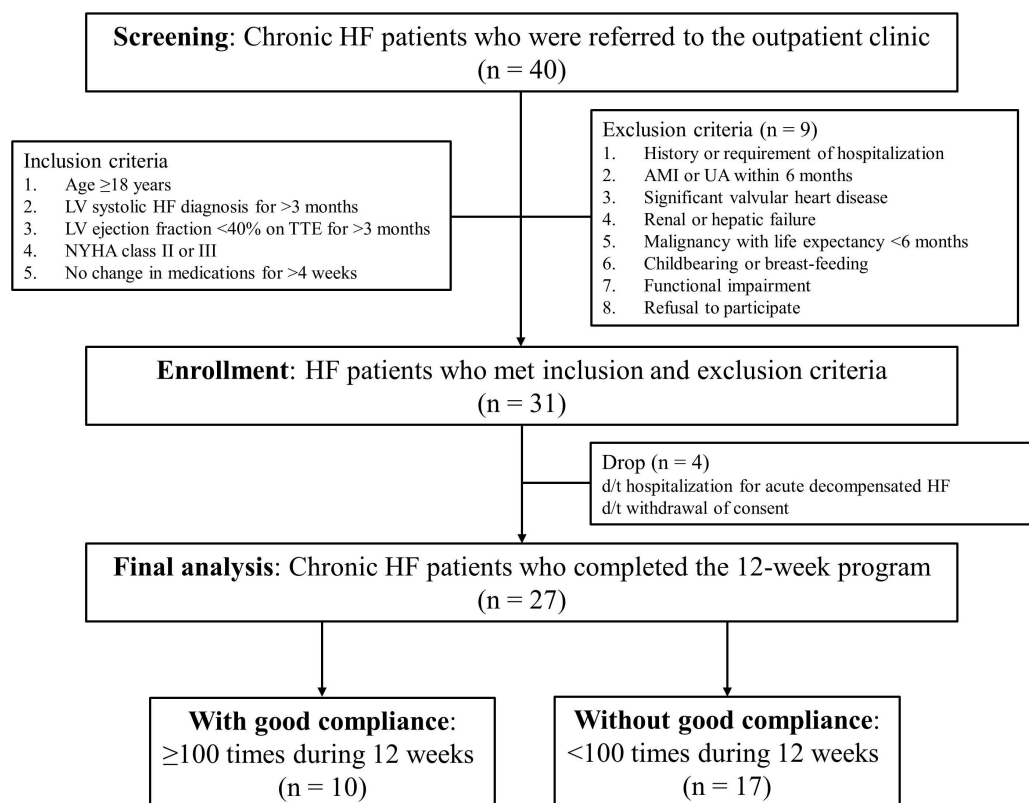 Screening: Chronic HF patients who were referred to the outpatient clinic
(n = 40)
Inclusion criteria
1. Age ≥18 years
2. LV systolic HF diagnosis for >3 months
3. LV ejection fraction <40% on TTE for >3 months
4. NYHA class II or III
5. No change in medications for >4 weeks
Exclusion criteria (n = 9)
1. History or requirement of hospitalization
2. AMI or UA within 6 months
3. Significant valvular heart disease
4. Renal or hepatic failure
5. Malignancy with life expectancy <6 months
6. Childbearing or breast-feeding
7. Functional impairment
8. Refusal to participate
Enrollment: HF patients who met inclusion and exclusion criteria
(n = 31)
Drop (n = 4)
d/t hospitalization for acute decompensated HF
d/t withdrawal of consent
Final analysis: Chronic HF patients who completed the 12-week program
(n = 27)
With good compliance:
≥100 times during 12 weeks
(n = 10)
Without good compliance:
<100 times during 12 weeks
(n = 17)